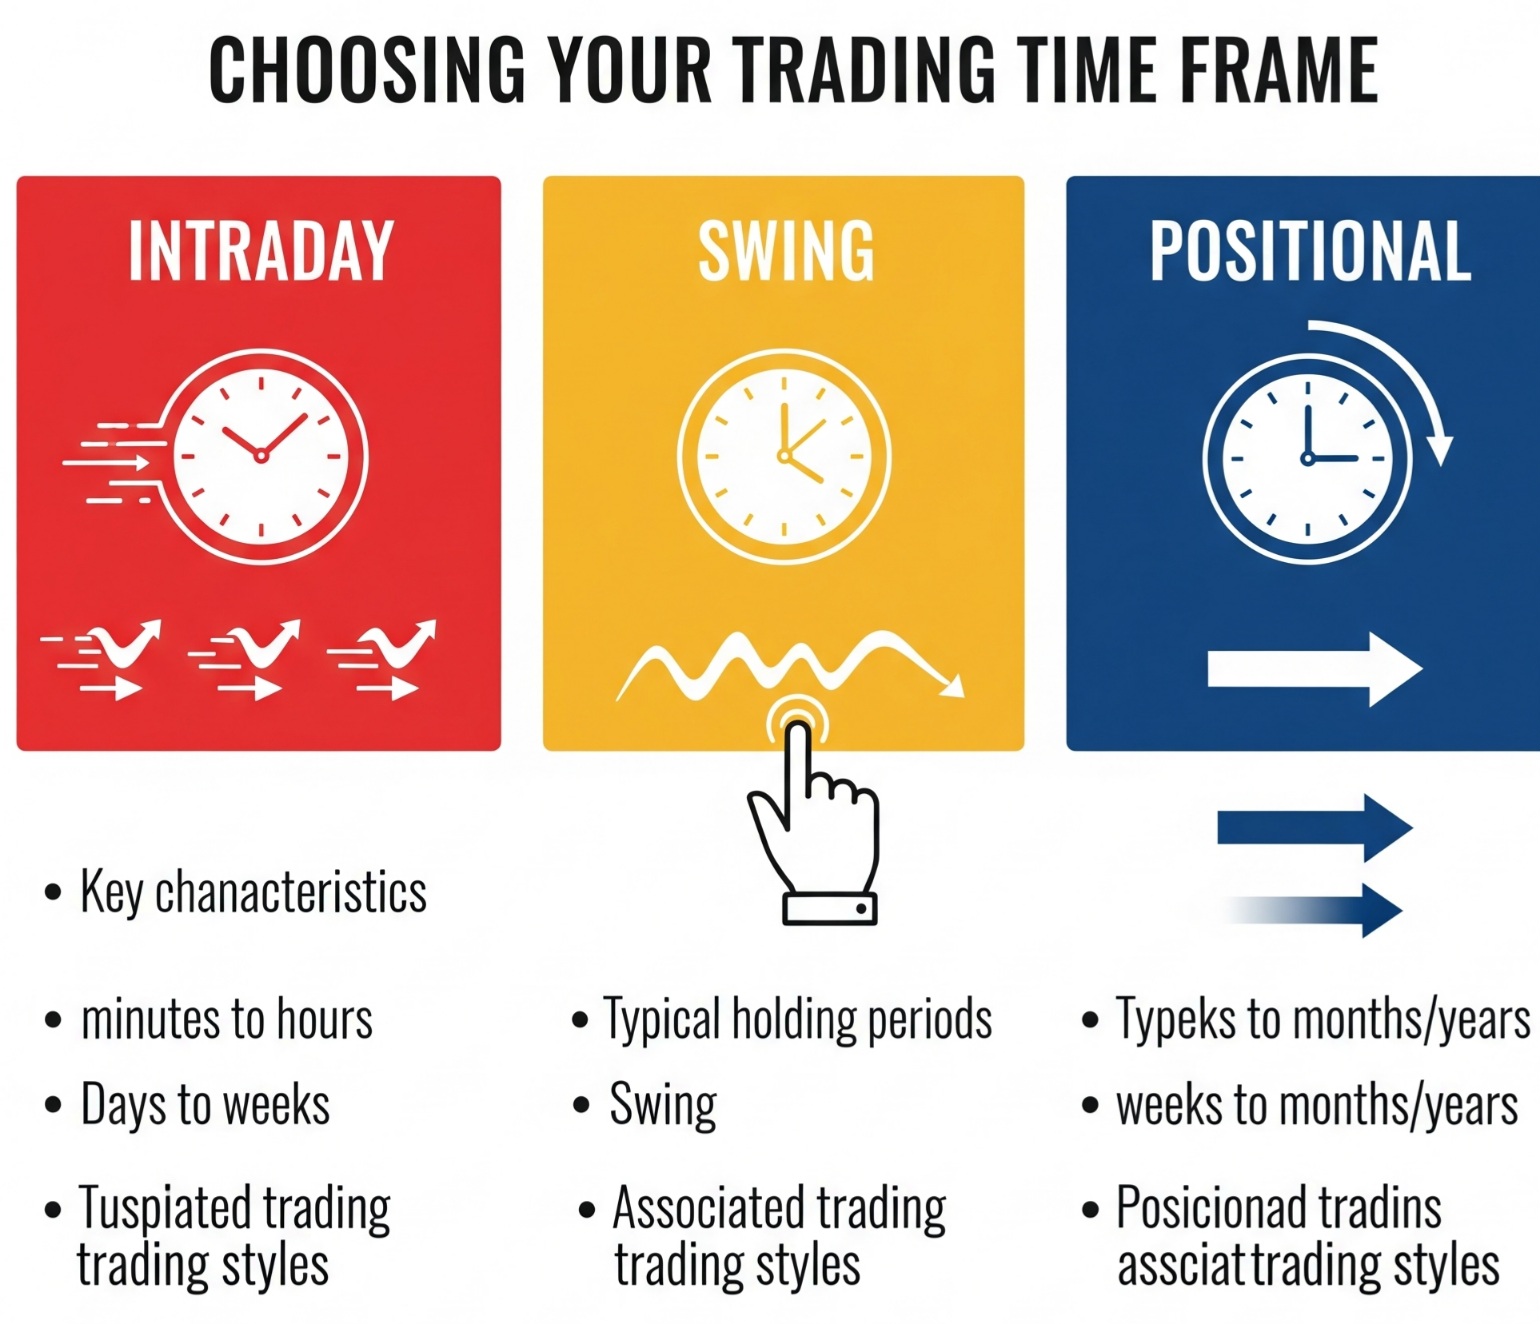 CHOOSING YOUR TRADING TIME FRAME
INTRADAY
SWING
POSITIONAL
• Key chanacteristics
• minutes to hours
• Days to weeks
• Tuspiated trading
trading styles
• Typical holding periods
• Swing
• Associated trading
trading styles
• Typeks to months/years
• weeks to months/years
• Posicionad tradins
assciat trading styles